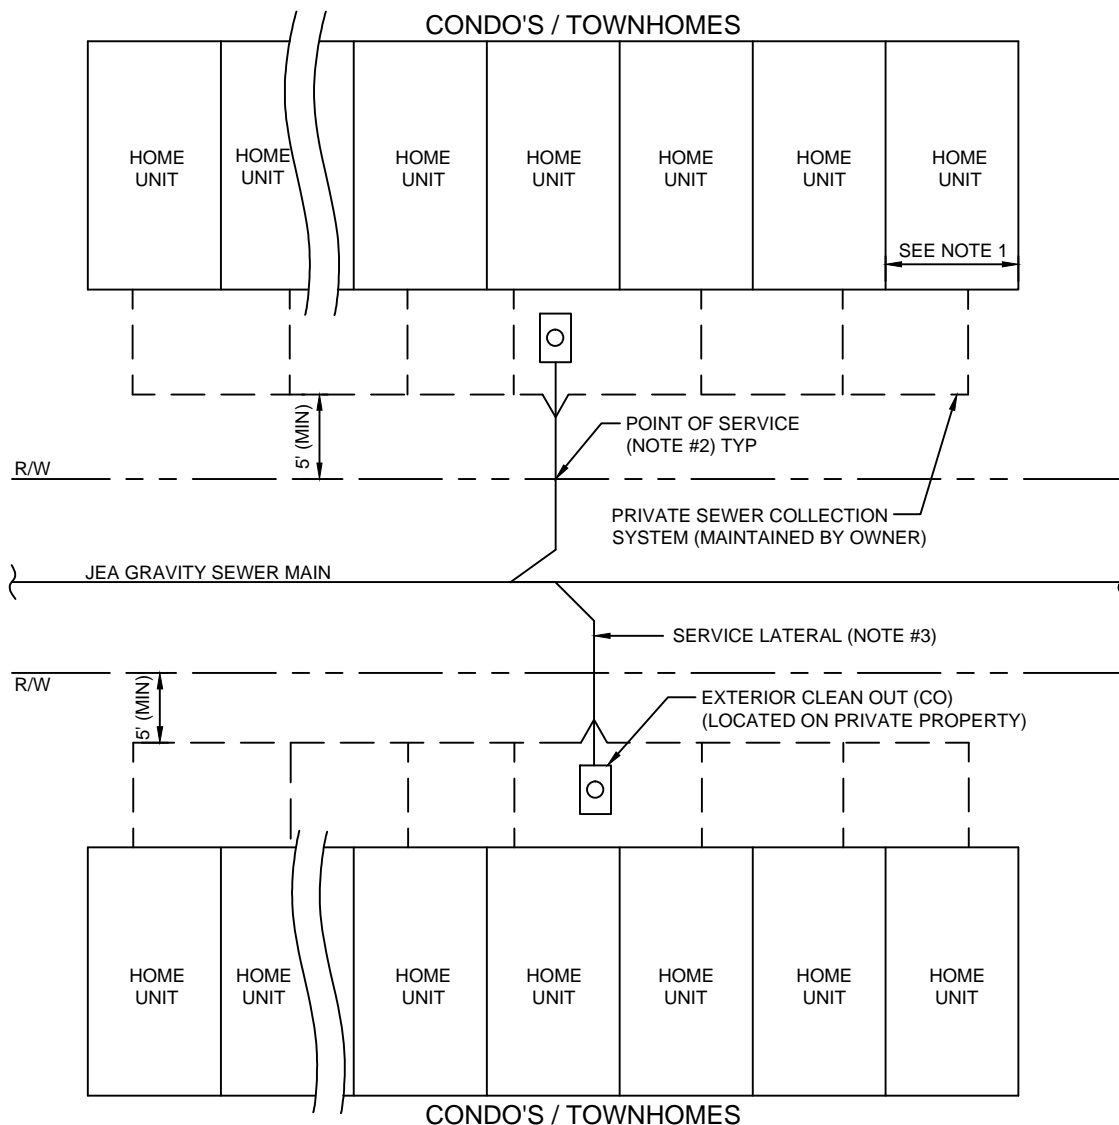 CONDO'S / TOWNHOMES
HOME
UNIT
HOME
UNIT
HOME
UNIT
HOME
UNIT
HOME
UNIT
HOME
UNIT
HOME
UNIT
SEE NOTE 1
5' (MIN)
POINT OF SERVICE
(NOTE #2) TYP
R/W
PRIVATE SEWER COLLECTION
SYSTEM (MAINTAINED BY OWNER)
JEA GRAVITY SEWER MAIN
SERVICE LATERAL (NOTE #3)
R/W
5' (MIN)
EXTERIOR CLEAN OUT (CO)
(LOCATED ON PRIVATE PROPERTY)
HOME
UNIT
HOME
UNIT
HOME
UNIT
HOME
UNIT
HOME
UNIT
HOME
UNIT
HOME
UNIT
CONDO'S / TOWNHOMES